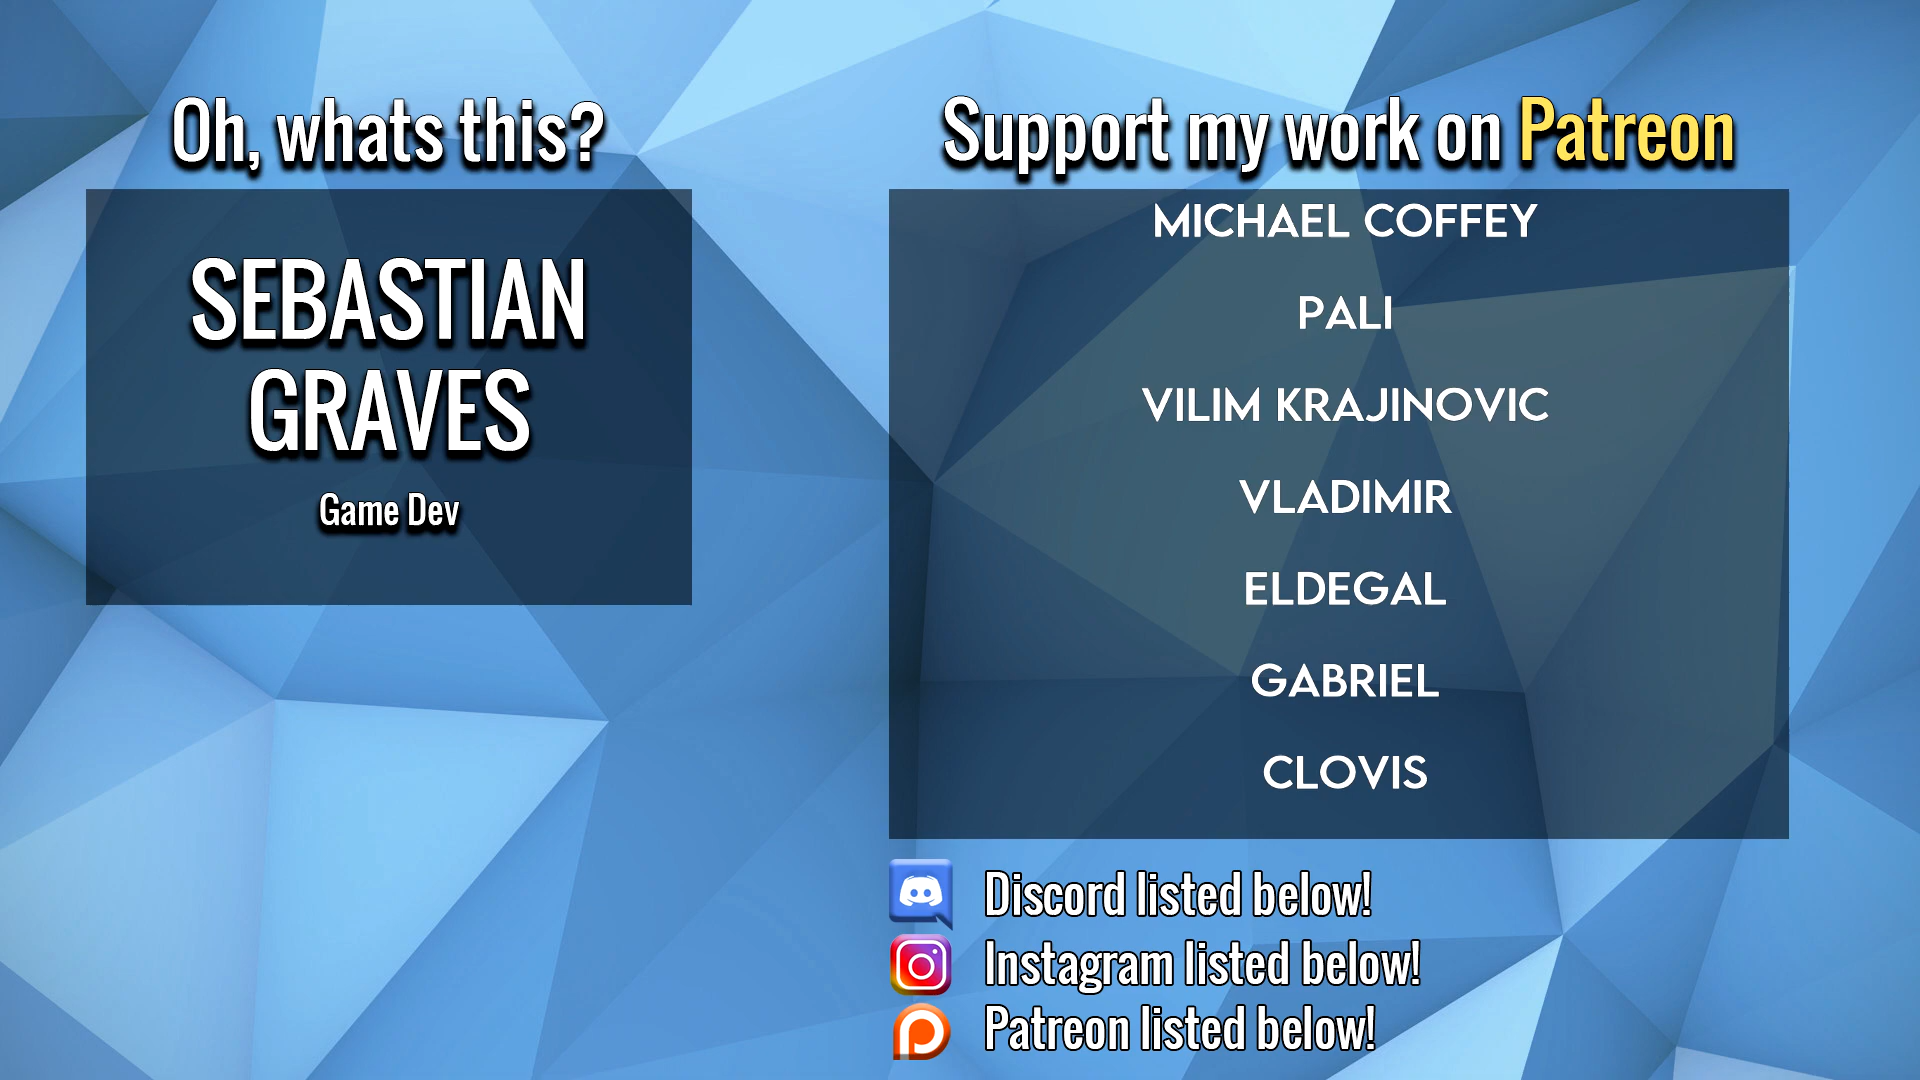 Oh, whats this?
SEBASTIAN
GRAVES
Game Dev
Support my work on Patreon
MICHAEL COFFEY
PALI
VILIM KRAJINOVIC
VLADIMIR
ELDEGAL
GABRIEL
CLOVIS
Discord listed below!
Instagram listed below!
Patreon listed below!